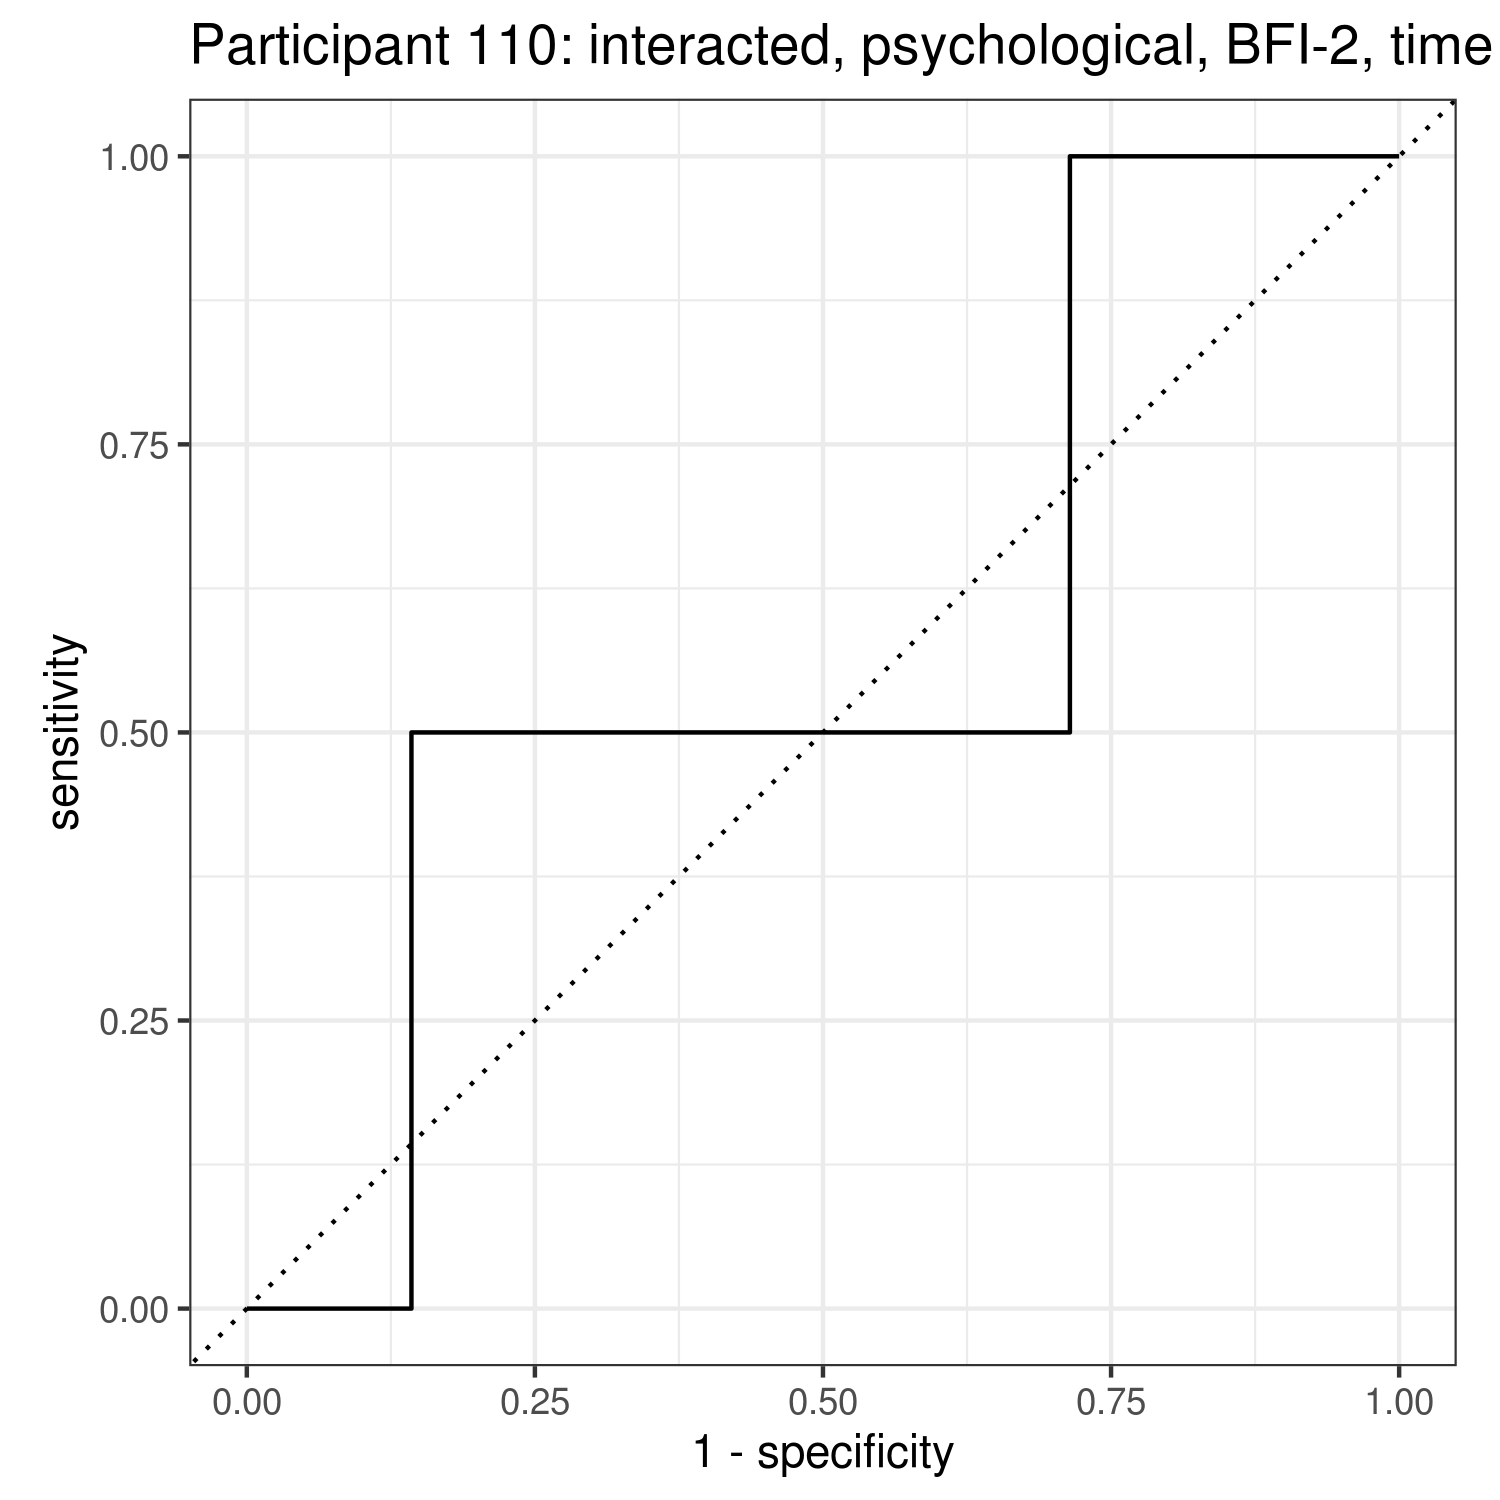 Participant 110: interacted, psychological, BFI-2, time
1.00
0.75
0.50
0.25
0.00
sensitivity
0.00 0.25 0.50 0.75 1.00
1 - specificity